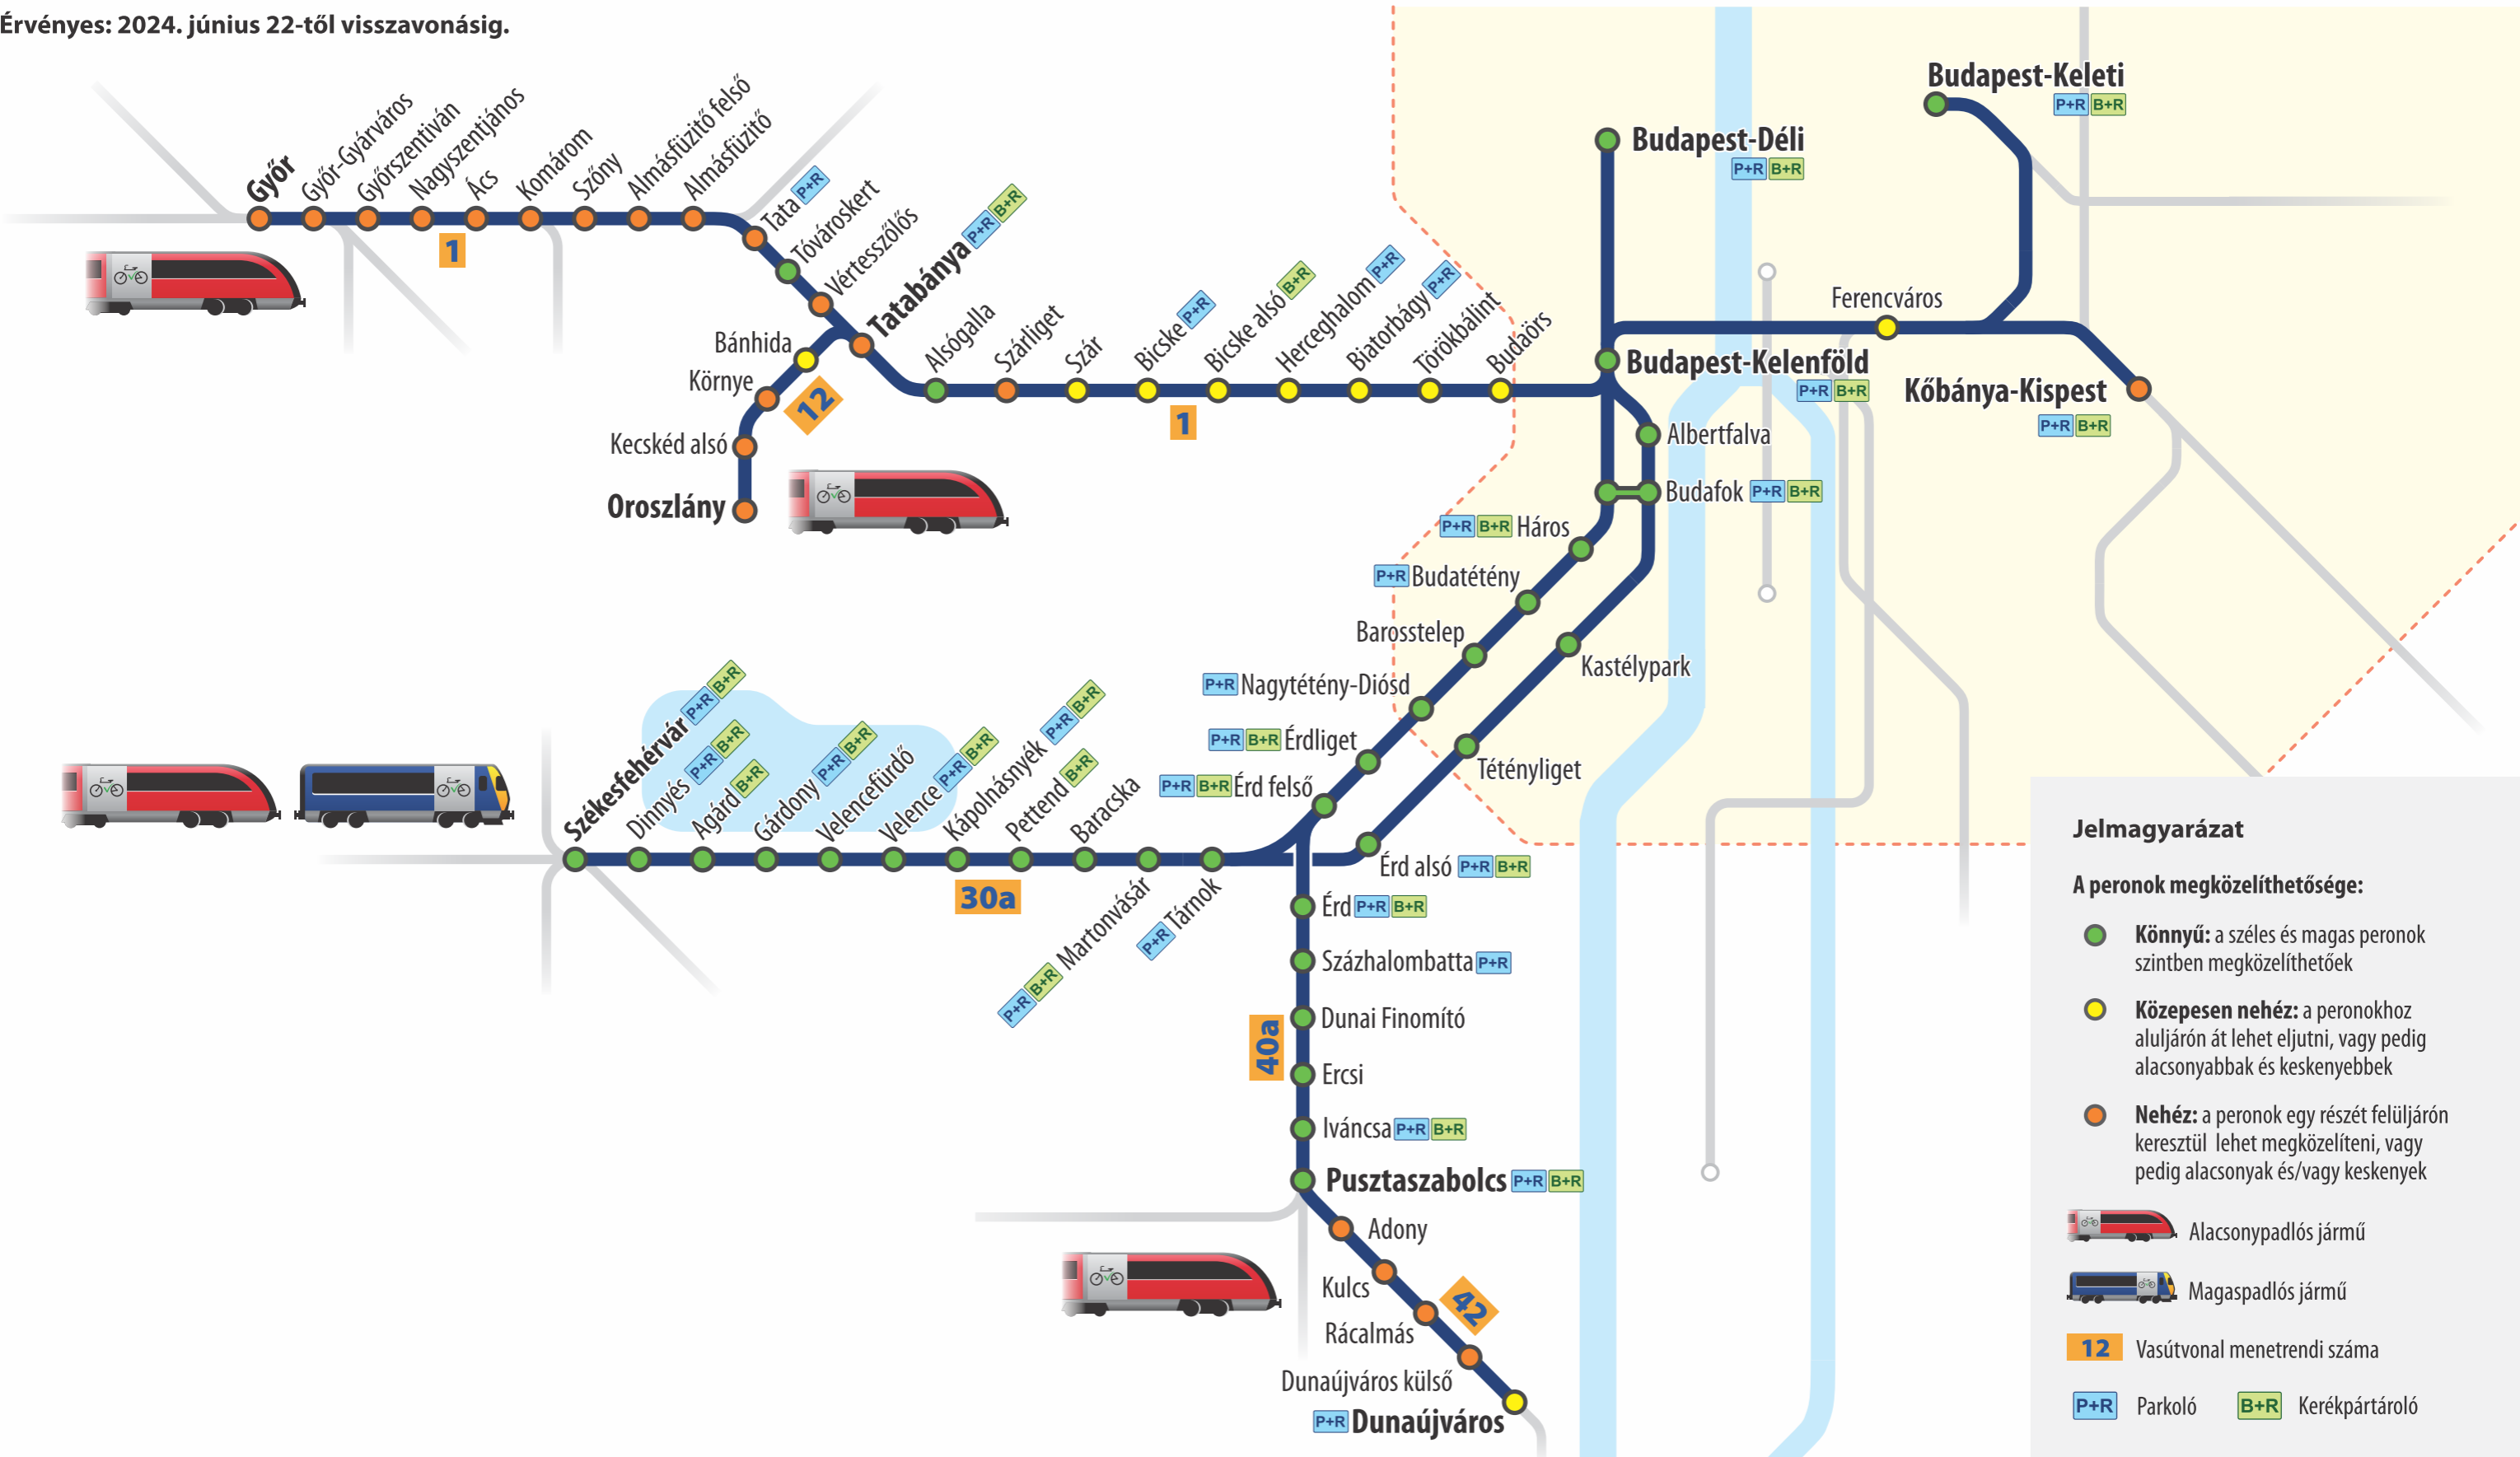 Érvényes: 2024. június 22-től visszavonásig.
Győr
Győr-Gyárváros
Győrszentiván
Nagyszentjános
Ács
Komárom
Szőny
Almásfüzitő felső
Almásfüzitő
Tata P+R
Tóvároskert
Vértesszőlős
Tatabánya P+R B+R
1
Bánhida
Környe
12
Kecskéd alsó
Oroszlány
Alsógalla
Szárliget
Szár
Bicske P+R
Bicske alsó B+R
Herceghalom P+R
Biatorbágy P+R
Törökbálint
Budaörs
1
Budapest-Déli
P+R B+R
Budapest-Keleti
P+R B+R
Ferencváros
Budapest-Kelenföld
P+R B+R
Kőbánya-Kispest
P+R B+R
Albertfalva
Budafok P+R B+R
P+R B+R Háros
P+R Budatétény
Barosstelep
Kastélypark
P+R Nagytétény-Diósd
P+R B+R Érdliget
Tétényliget
P+R B+R Érd felső
Érd alsó P+R B+R
Székesfehérvár P+R B+R
Dinnyés P+R B+R
Agárd B+R
Gárdony P+R B+R
Velencefürdő
Velence P+R B+R
Kápolnásnyék P+R B+R
Pettend B+R
Baracska
P+R B+R Martonvásár
P+R Tárnok
30a
Érd P+R B+R
Százhalombatta P+R
Dunai Finomító
40a
Ercsi
Iváncsa P+R B+R
Pusztaszabolcs P+R B+R
Adony
Kulcs
42
Rácalmás
Dunaújváros külső
P+R Dunaújváros
Jelmagyarázat
A peronok megközelíthetősége:
Könnyű: a széles és magas peronok
szintben megközelíthetőek
Közepesen nehéz: a peronokhoz
aluljárón át lehet eljutni, vagy pedig
alacsonyabbak és keskenyebbek
Nehéz: a peronok egy részét felüljárón
keresztül lehet megközelíteni, vagy
pedig alacsonyak és/vagy keskenyek
Alacsonypadlós jármű
Magaspadlós jármű
12 Vasútvonal menetrendi száma
P+R Parkoló B+R Kerékpártároló